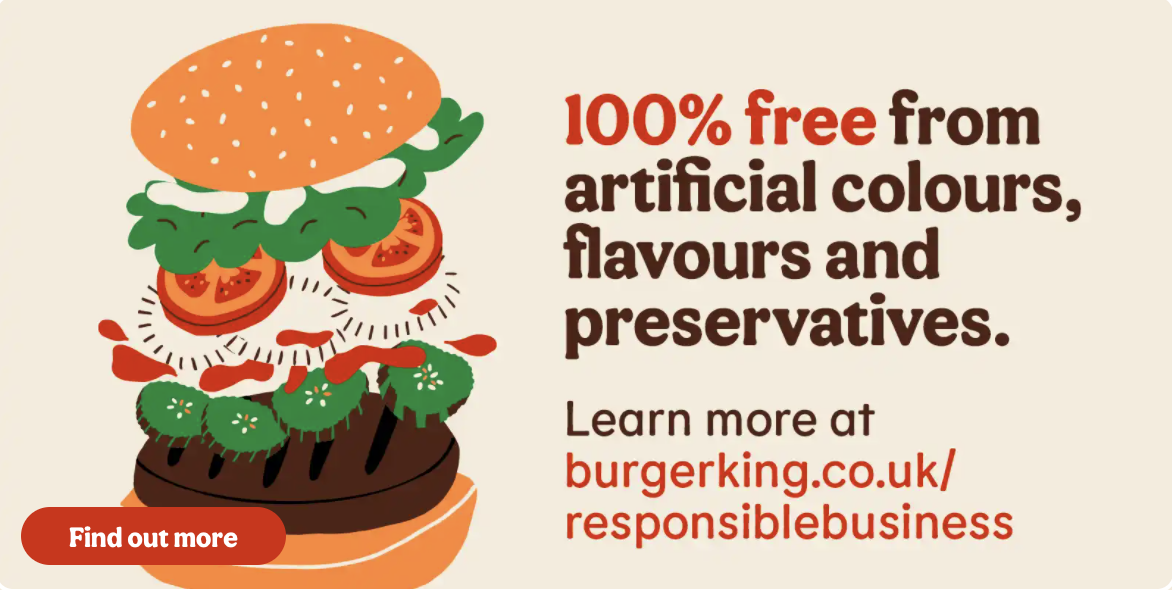 100% free from
artificial colours,
flavours and
preservatives.
Learn more at
burgerking.co.uk/
responsiblebusiness
Find out more